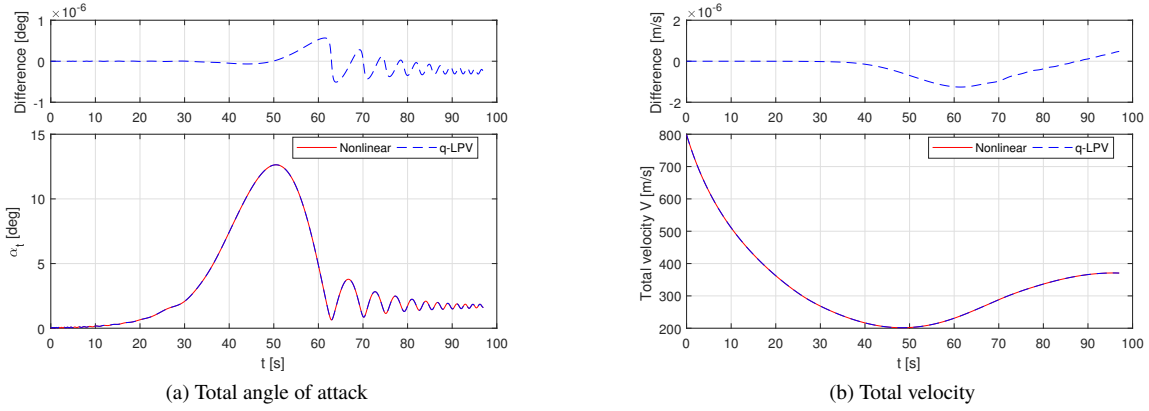 ×10⁻⁶
Difference [deg]
1
0
-1
0 10 20 30 40 50 60 70 80 90 100
α_t [deg]
15
10
5
0
Nonlinear q-LPV
0 10 20 30 40 50 60 70 80 90 100
t [s]
(a) Total angle of attack
×10⁻⁶
Difference [m/s]
2
0
-2
0 10 20 30 40 50 60 70 80 90 100
Total velocity V [m/s]
800
700
600
500
400
300
200
Nonlinear q-LPV
0 10 20 30 40 50 60 70 80 90 100
t [s]
(b) Total velocity